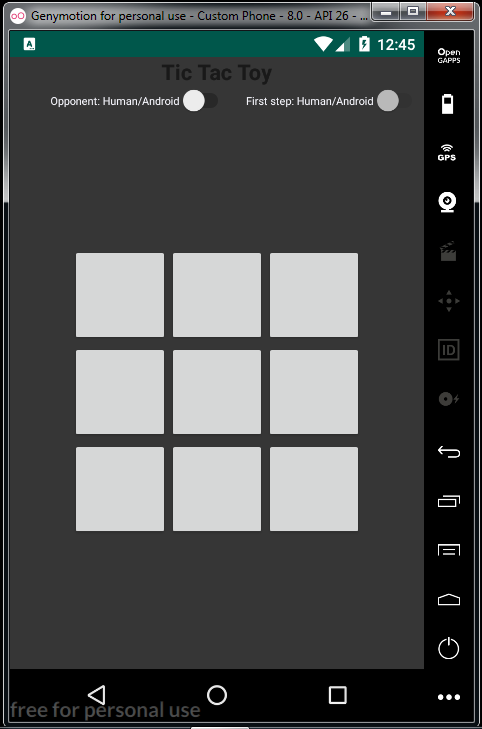 Genymotion for personal use - Custom Phone - 8.0 - API 26 - ...
A
12:45
Tic Tac Toy
Opponent: Human/Android
First step: Human/Android
Open
GAPPS
GPS
ID
free for personal use